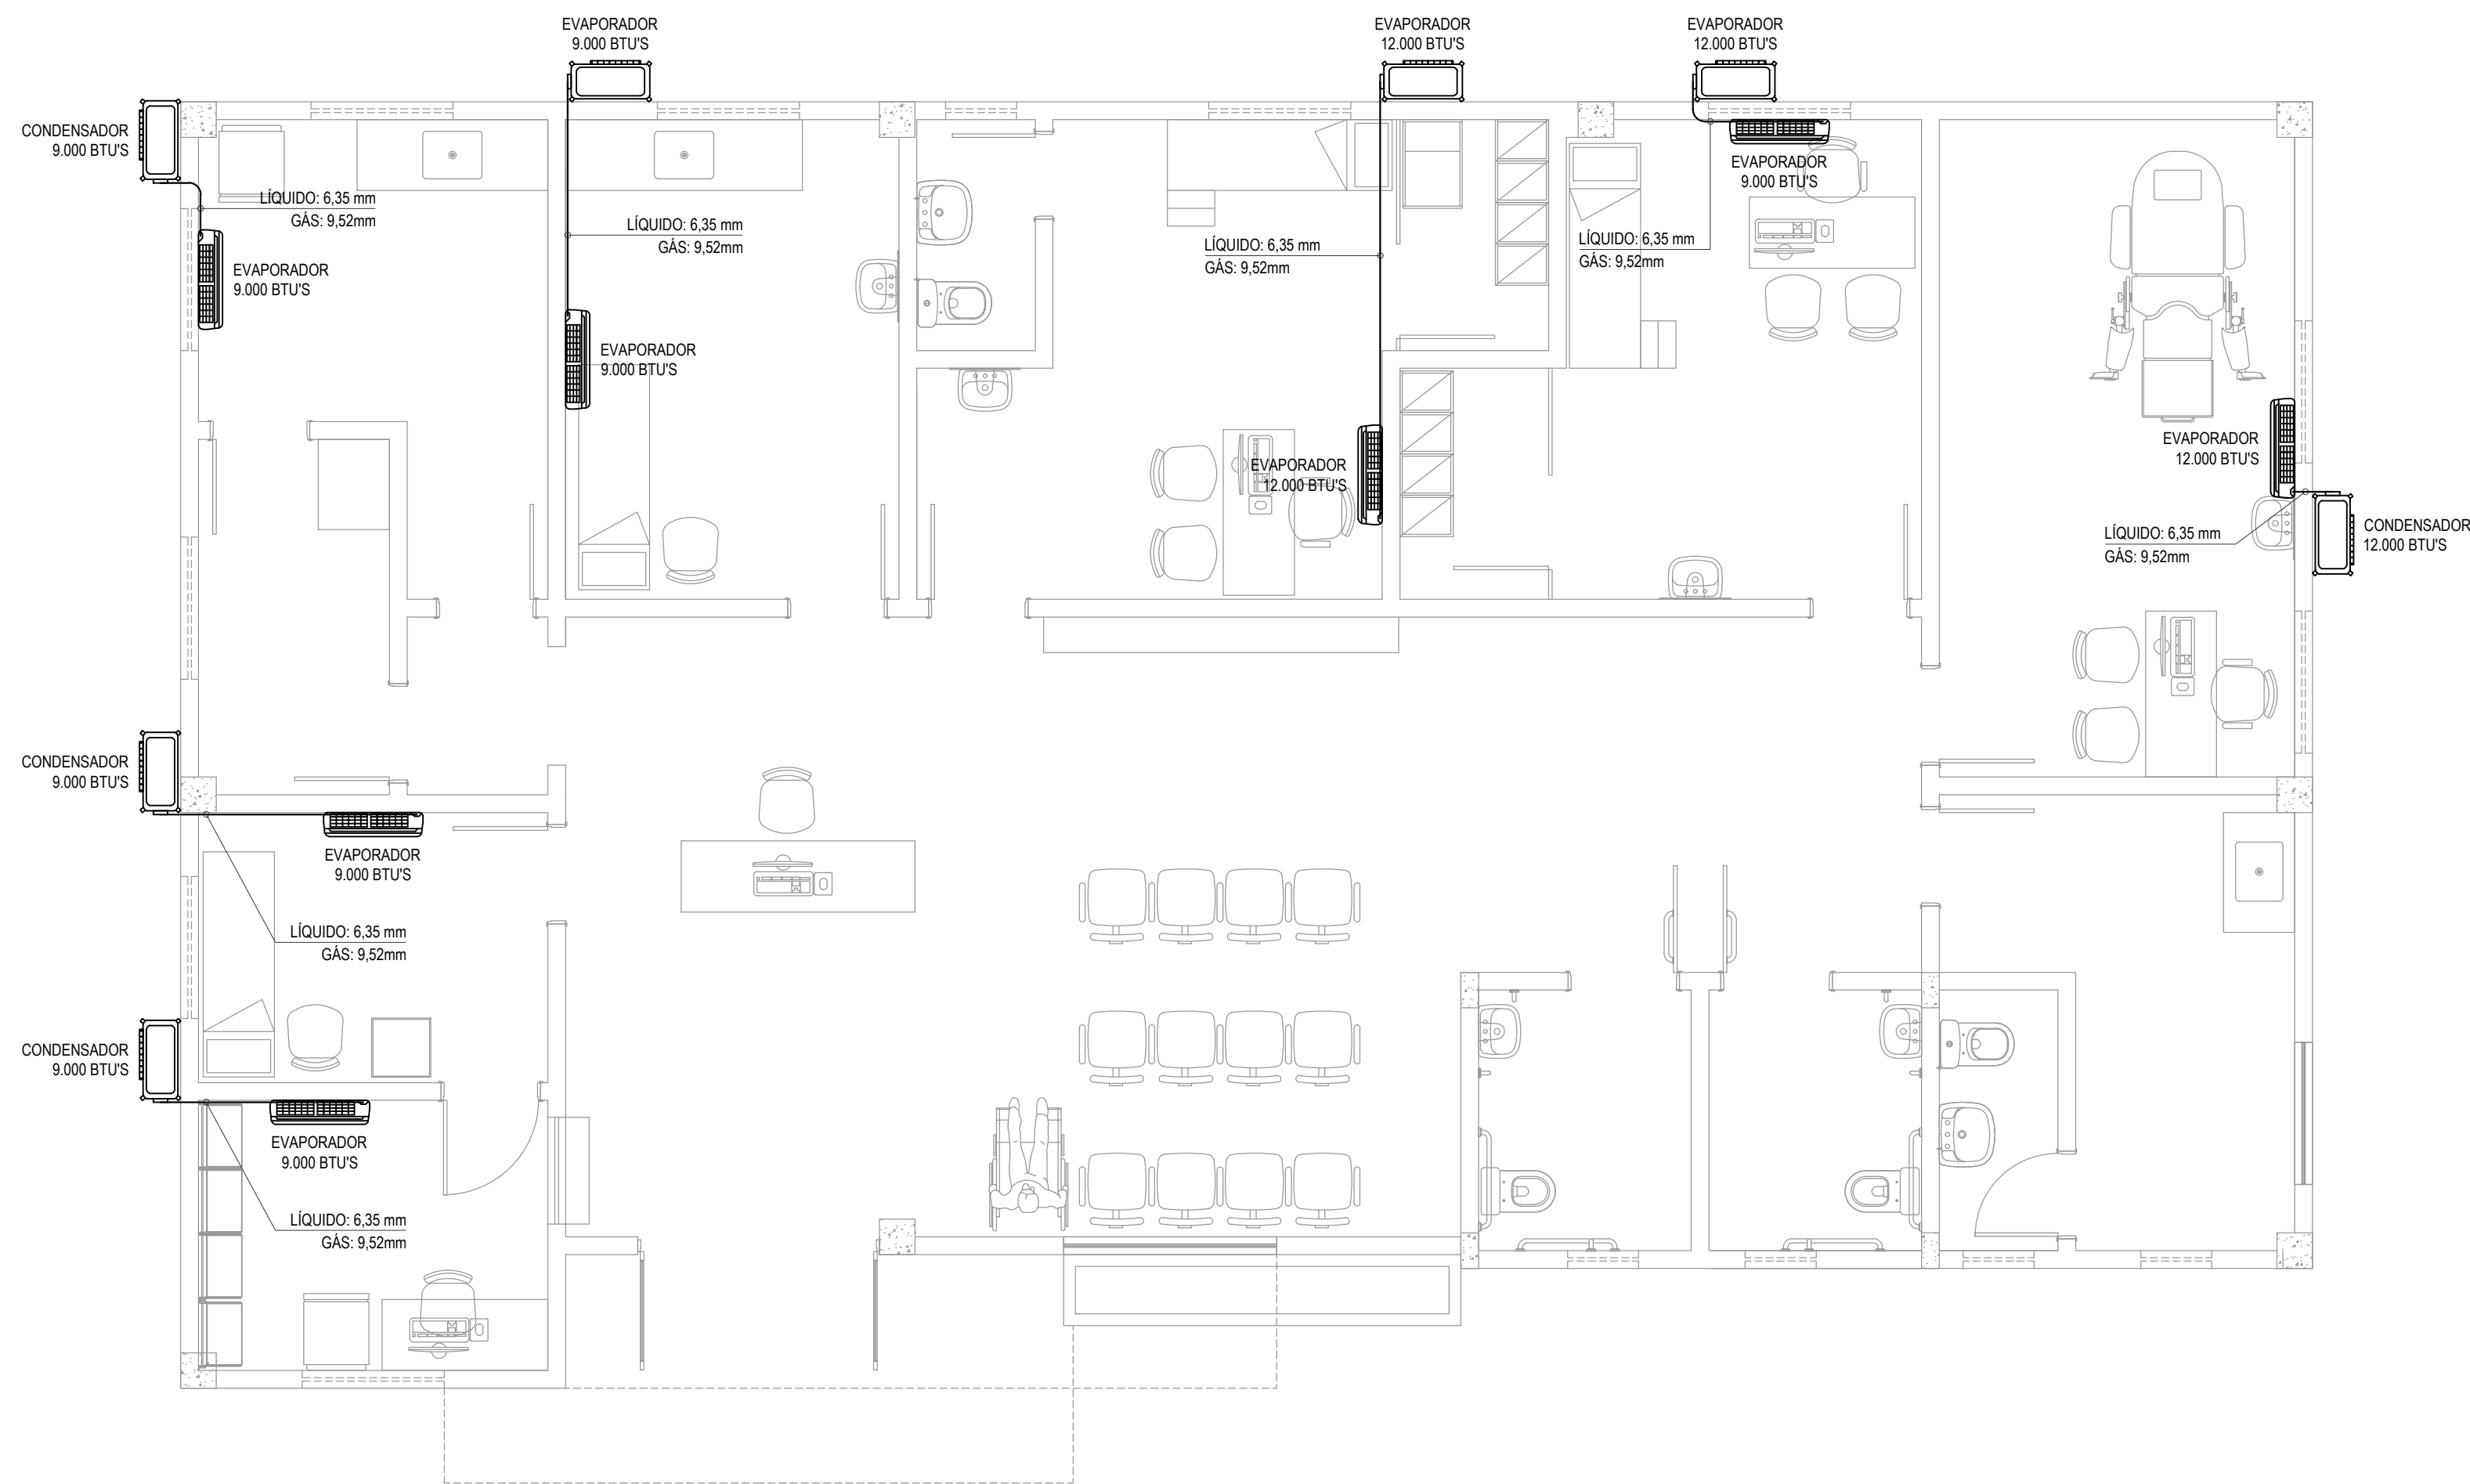 EVAPORADOR
9.000 BTU'S
EVAPORADOR
12.000 BTU'S
EVAPORADOR
12.000 BTU'S
CONDENSADOR
9.000 BTU'S
LÍQUIDO: 6,35 mm
GÁS: 9,52mm
EVAPORADOR
9.000 BTU'S
LÍQUIDO: 6,35 mm
GÁS: 9,52mm
EVAPORADOR
9.000 BTU'S
LÍQUIDO: 6,35 mm
GÁS: 9,52mm
EVAPORADOR
12.000 BTU'S
EVAPORADOR
9.000 BTU'S
LÍQUIDO: 6,35 mm
GÁS: 9,52mm
EVAPORADOR
12.000 BTU'S
LÍQUIDO: 6,35 mm
GÁS: 9,52mm
CONDENSADOR
12.000 BTU'S
CONDENSADOR
9.000 BTU'S
EVAPORADOR
9.000 BTU'S
LÍQUIDO: 6,35 mm
GÁS: 9,52mm
CONDENSADOR
9.000 BTU'S
EVAPORADOR
9.000 BTU'S
LÍQUIDO: 6,35 mm
GÁS: 9,52mm